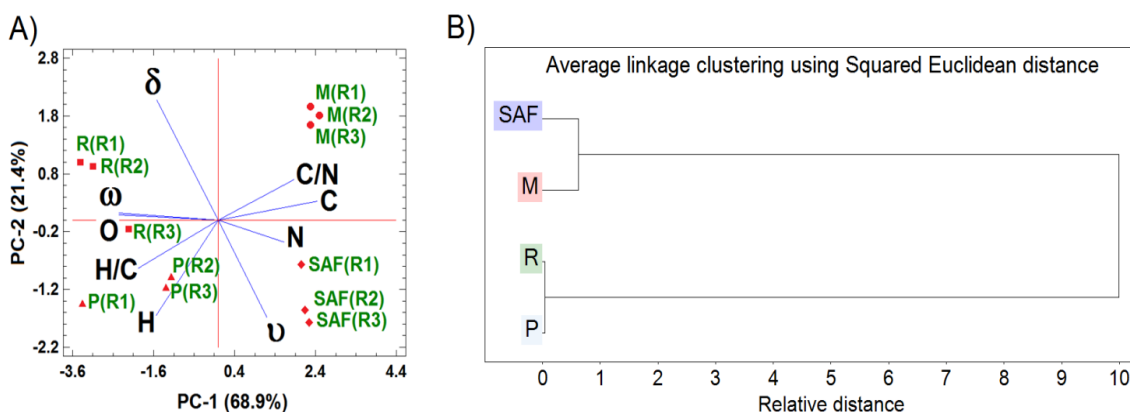 A)
2.8
1.8
0.8
-0.2
-1.2
-2.2
PC-2 (21.4%)
δ
M(R1)
M(R2)
M(R3)
R(R1)
R(R2)
C/N
C
ω
O
R(R3)
N
H/C
P(R2)
SAF(R1)
P(R3)
P(R1)
H
υ
SAF(R2)
SAF(R3)
-3.6 -1.6 0.4 2.4 4.4
PC-1 (68.9%)
B)
Average linkage clustering using Squared Euclidean distance
SAF
M
R
P
0 1 2 3 4 5 6 7 8 9 10
Relative distance